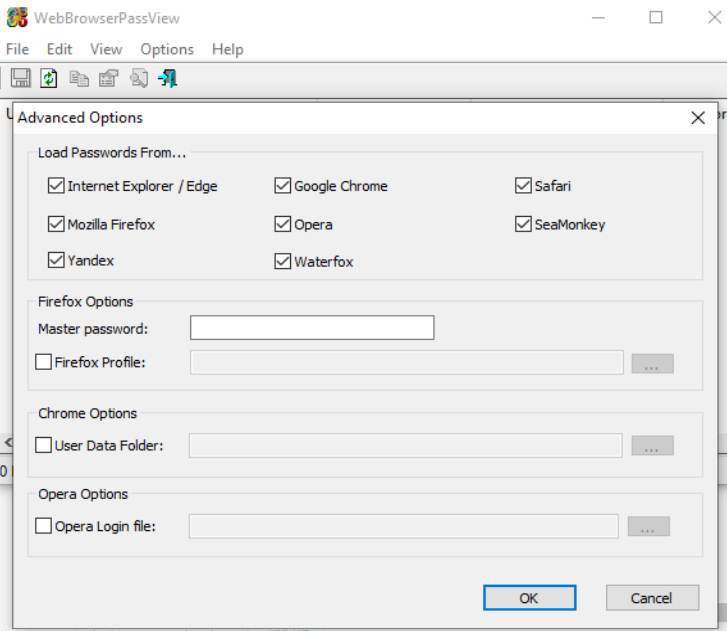 WebBrowserPassView
File Edit View Options Help
Advanced Options
Load Passwords From...
Internet Explorer / Edge Google Chrome Safari
Mozilla Firefox Opera SeaMonkey
Yandex Waterfox
Firefox Options
Master password:
Firefox Profile: ...
Chrome Options
User Data Folder: ...
Opera Options
Opera Login file: ...
OK Cancel